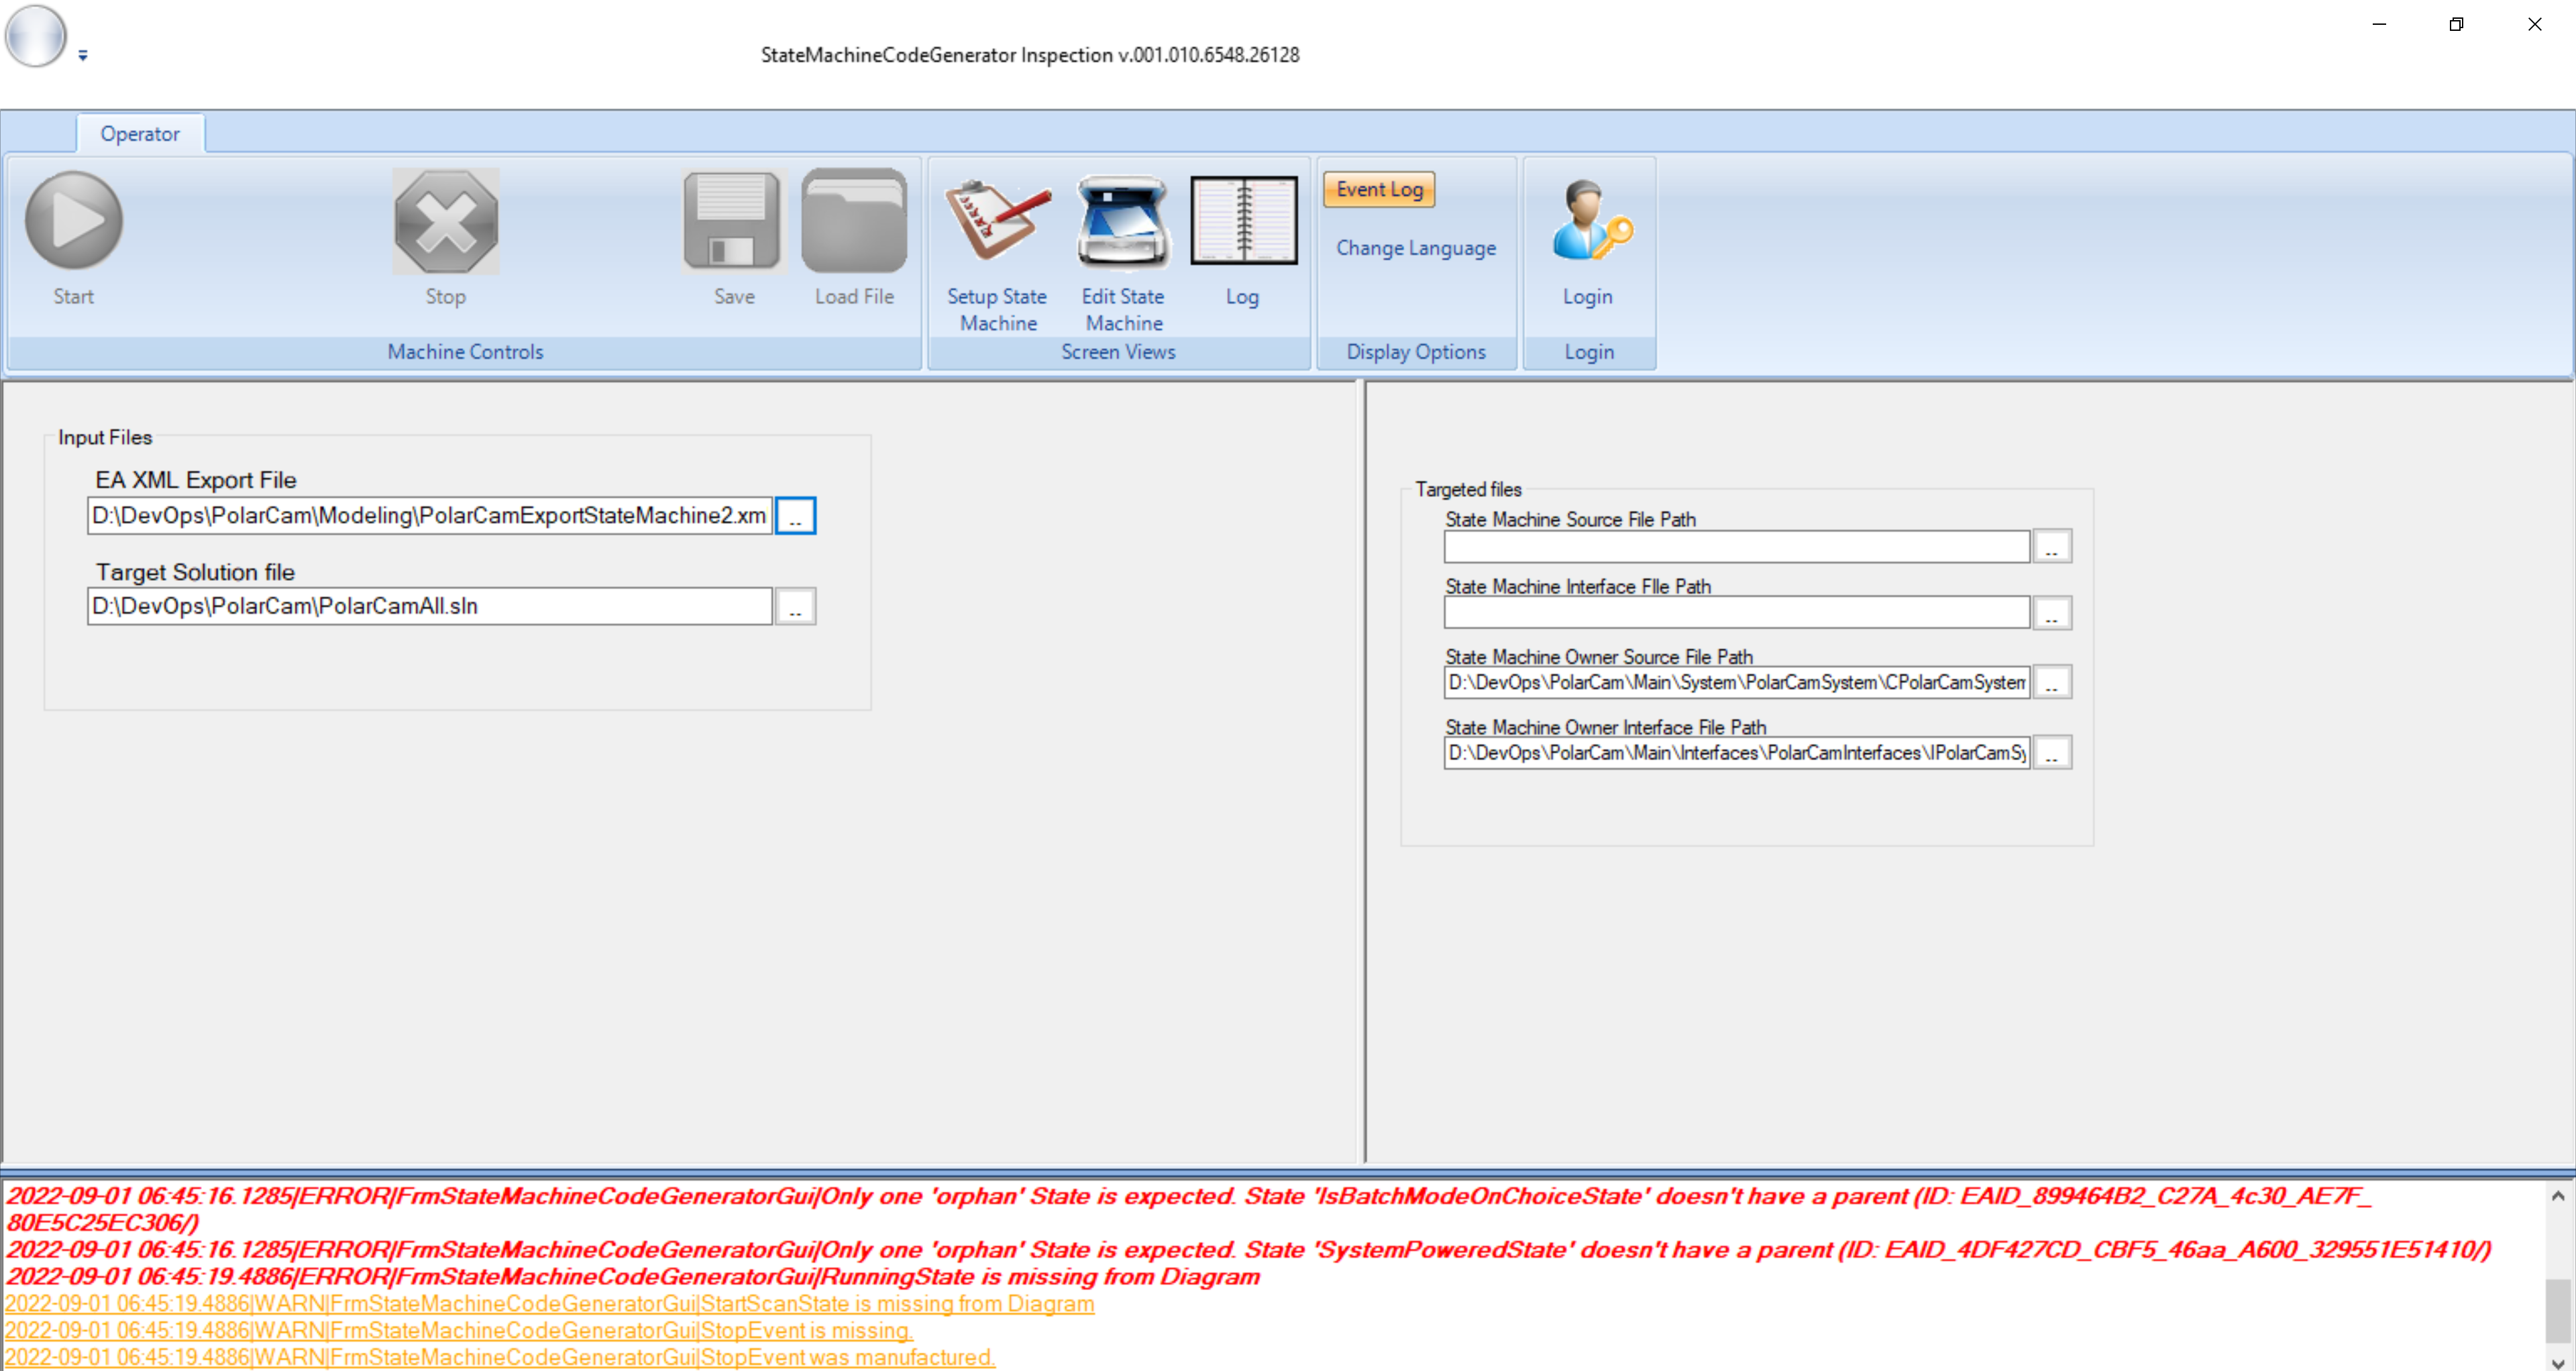 StateMachineCodeGenerator Inspection v.001.010.6548.26128
Operator
Start
Stop
Save
Load File
Setup State
Machine
Edit State
Machine
Log
Event Log
Change Language
Login
Machine Controls
Screen Views
Display Options
Login
Input Files
EA XML Export File
D:\DevOps\PolarCam\Modeling\PolarCamExportStateMachine2.xm
..
Target Solution file
D:\DevOps\PolarCam\PolarCamAll.sln
..
Targeted files
State Machine Source File Path
..
State Machine Interface FIle Path
..
State Machine Owner Source File Path
D:\DevOps\PolarCam\Main\System\PolarCamSystem\CPolarCamSystem
..
State Machine Owner Interface File Path
D:\DevOps\PolarCam\Main\Interfaces\PolarCamInterfaces\IPolarCamSy
..
2022-09-01 06:45:16.1285|ERROR|FrmStateMachineCodeGeneratorGui|Only one 'orphan' State is expected. State 'IsBatchModeOnChoiceState' doesn't have a parent (ID: EAID_899464B2_C27A_4c30_AE7F_
80E5C25EC306/)
2022-09-01 06:45:16.1285|ERROR|FrmStateMachineCodeGeneratorGui|Only one 'orphan' State is expected. State 'SystemPoweredState' doesn't have a parent (ID: EAID_4DF427CD_CBF5_46aa_A600_329551E51410/)
2022-09-01 06:45:19.4886|ERROR|FrmStateMachineCodeGeneratorGui|RunningState is missing from Diagram
2022-09-01 06:45:19.4886|WARN|FrmStateMachineCodeGeneratorGui|StartScanState is missing from Diagram
2022-09-01 06:45:19.4886|WARN|FrmStateMachineCodeGeneratorGui|StopEvent is missing.
2022-09-01 06:45:19.4886|WARN|FrmStateMachineCodeGeneratorGui|StopEvent was manufactured.